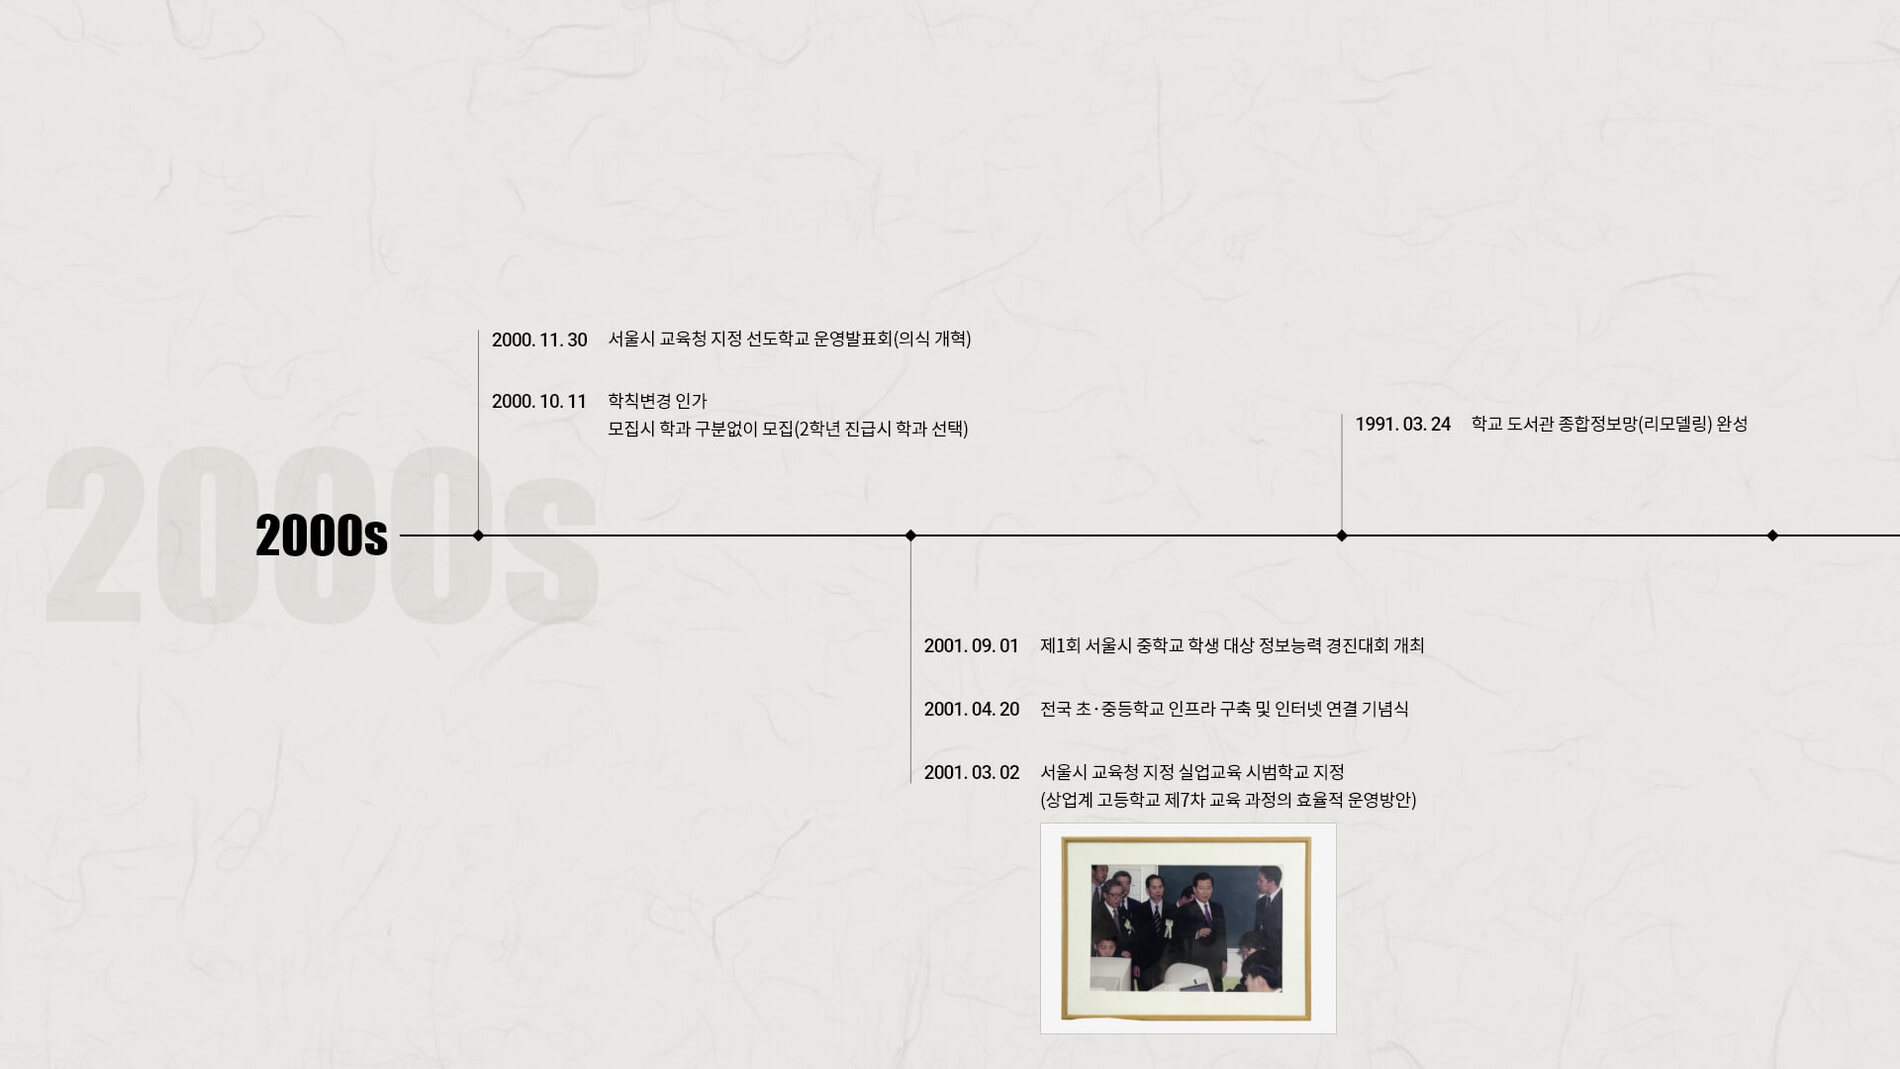 2000s
2000. 11. 30 서울시 교육청 지정 선도학교 운영발표회(의식 개혁)
2000. 10. 11 학칙변경 인가
모집시 학과 구분없이 모집(2학년 진급시 학과 선택)
2001. 09. 01 제1회 서울시 중학교 학생 대상 정보능력 경진대회 개최
2001. 04. 20 전국 초·중등학교 인프라 구축 및 인터넷 연결 기념식
2001. 03. 02 서울시 교육청 지정 실업교육 시범학교 지정
(상업계 고등학교 제7차 교육 과정의 효율적 운영방안)
1991. 03. 24 학교 도서관 종합정보망(리모델링) 완성
2000s